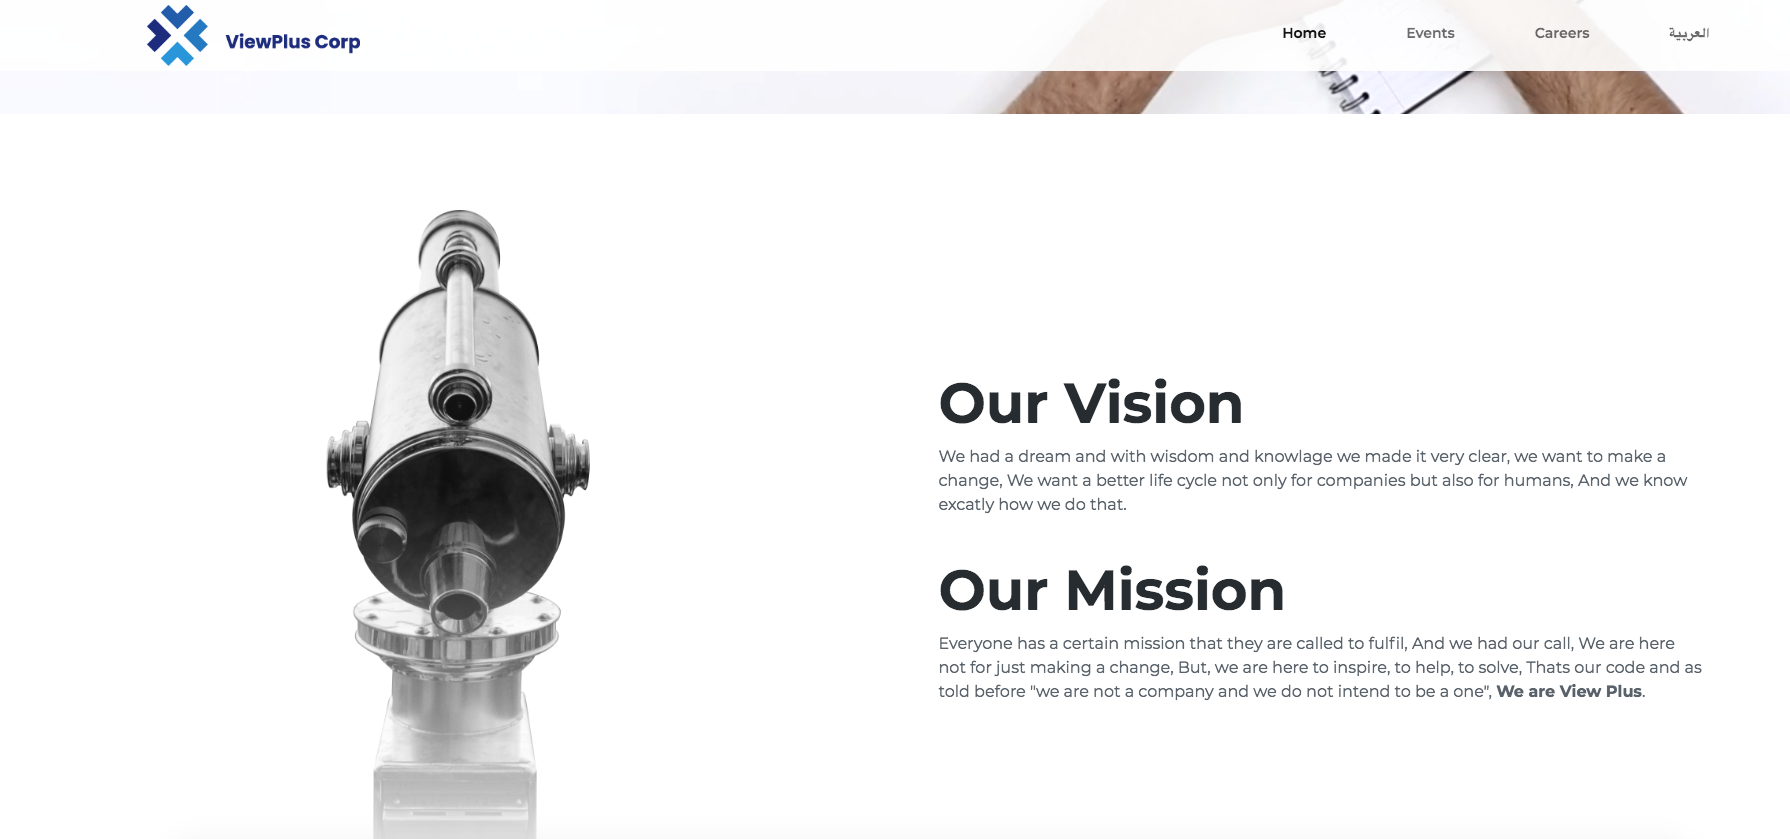 ViewPlus Corp
Home
Events
Careers
العربية
Our Vision
We had a dream and with wisdom and knowlage we made it very clear, we want to make a
change, We want a better life cycle not only for companies but also for humans, And we know
excatly how we do that.
Our Mission
Everyone has a certain mission that they are called to fulfil, And we had our call, We are here
not for just making a change, But, we are here to inspire, to help, to solve, Thats our code and as
told before "we are not a company and we do not intend to be a one", We are View Plus.